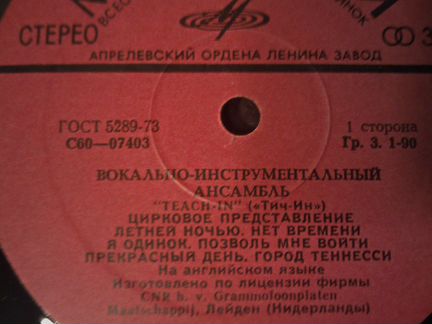 СТЕРЕО
АПРЕЛЕВСКИЙ ОРДЕНА ЛЕНИНА ЗАВОД
ГОСТ 5289-73
С60—07403
1 сторона
Гр. 3. 1-90
ВОКАЛЬНО-ИНСТРУМЕНТАЛЬНЫЙ
АНСАМБЛЬ
"TEACH-IN" («Тич-Ин»)
ЦИРКОВОЕ ПРЕДСТАВЛЕНИЕ
ЛЕТНЕЙ НОЧЬЮ. НЕТ ВРЕМЕНИ
Я ОДИНОК. ПОЗВОЛЬ МНЕ ВОЙТИ
ПРЕКРАСНЫЙ ДЕНЬ. ГОРОД ТЕННЕССИ
На английском языке
Изготовлено по лицензии фирмы
CNR b. v. Grammofoonplaten
Maatschappij, Лейден (Нидерланды)